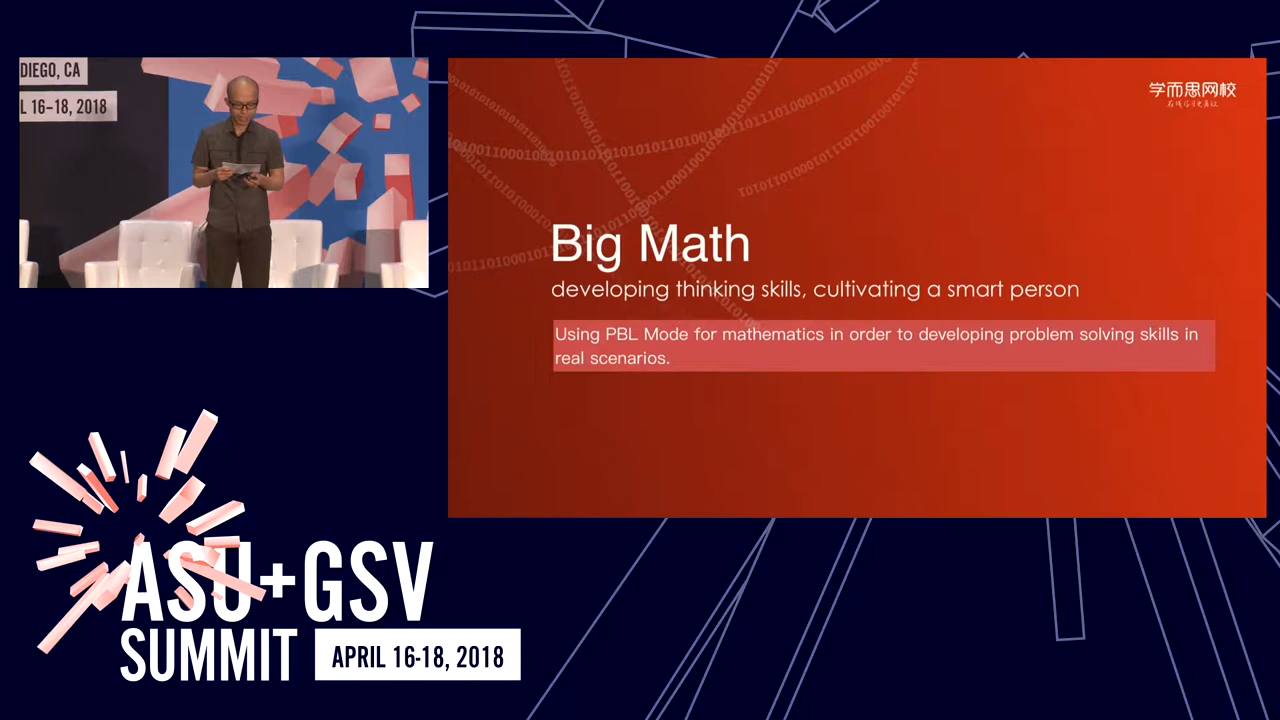 DIEGO, CA
L 16–18, 2018
学而思网校
Big Math
developing thinking skills, cultivating a smart person
Using PBL Mode for mathematics in order to developing problem solving skills in
real scenarios.
ASU+GSV
SUMMIT
APRIL 16-18, 2018